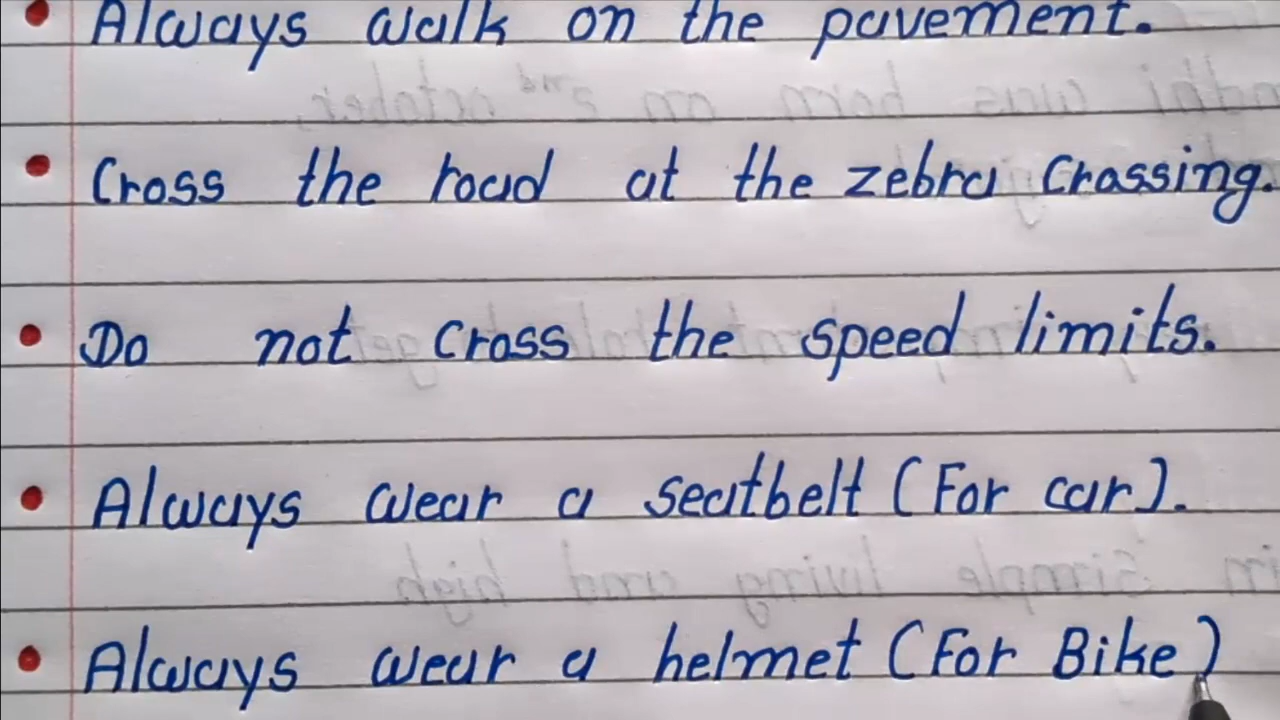 • Always walk on the pavement.
• Cross the road at the zebra Crossing.
• Do not cross the speed limits.
• Always wear a seatbelt (For car).
• Always wear a helmet (For Bike)